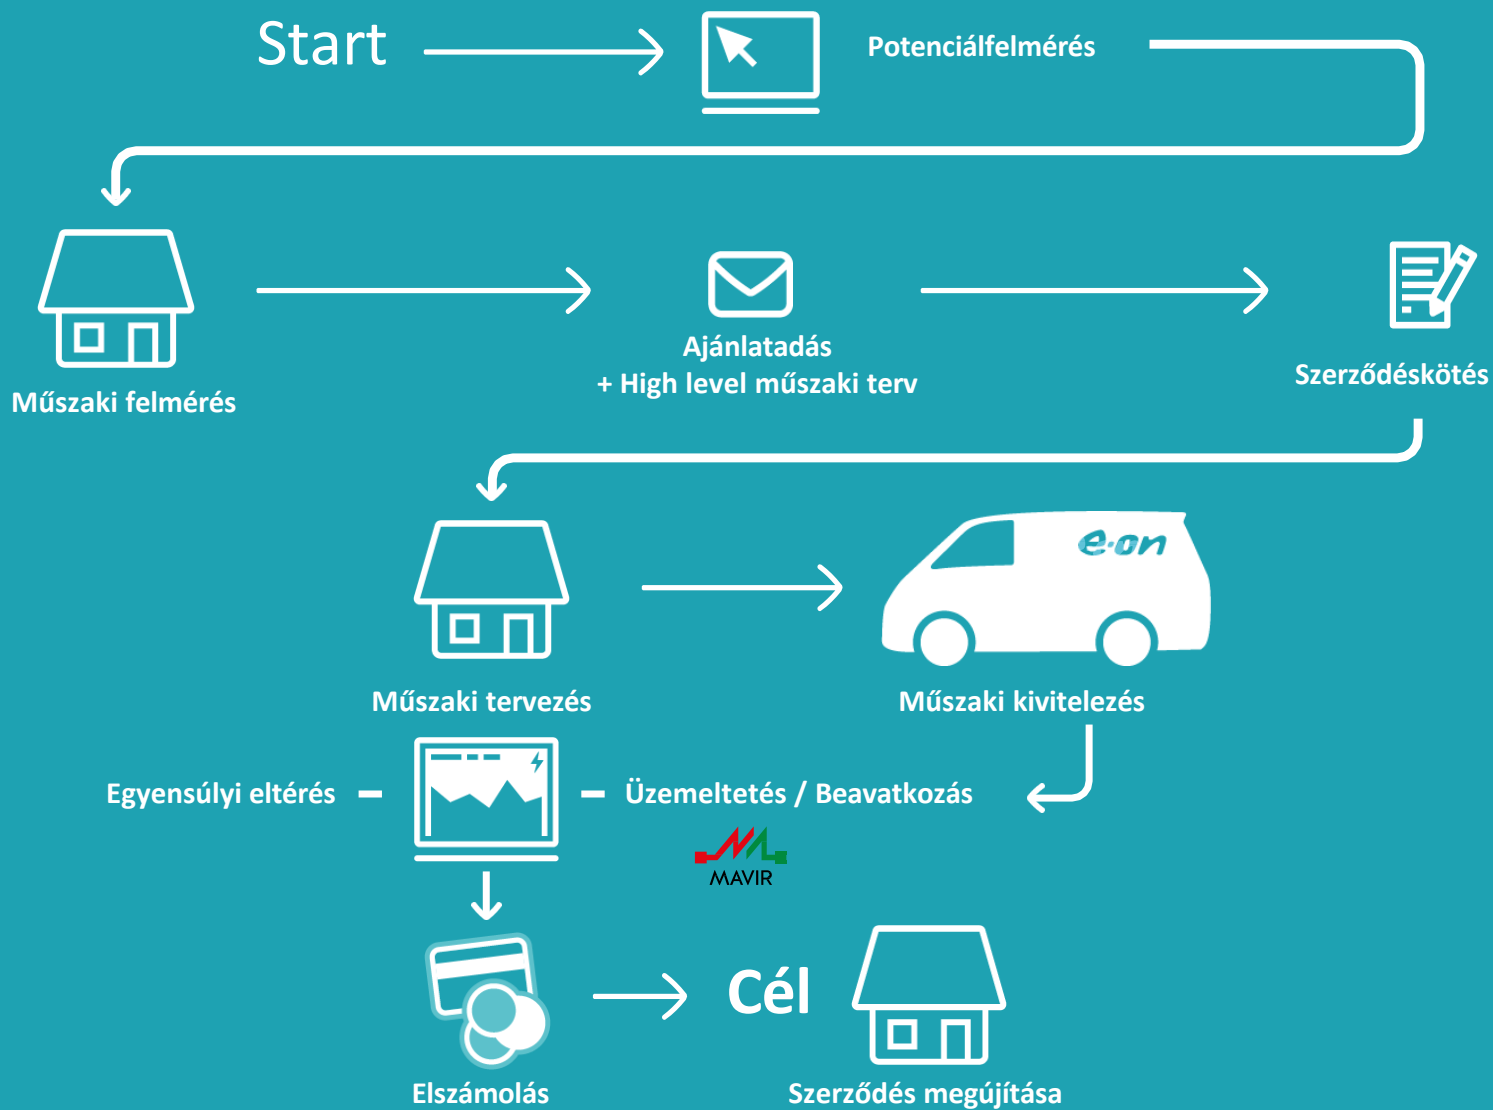 Start
Potenciálfelmérés
Műszaki felmérés
Ajánlatadás
+ High level műszaki terv
Szerződéskötés
e·on
Műszaki tervezés
Műszaki kivitelezés
Egyensúlyi eltérés
Üzemeltetés / Beavatkozás
MAVIR
Cél
Elszámolás
Szerződés megújítása